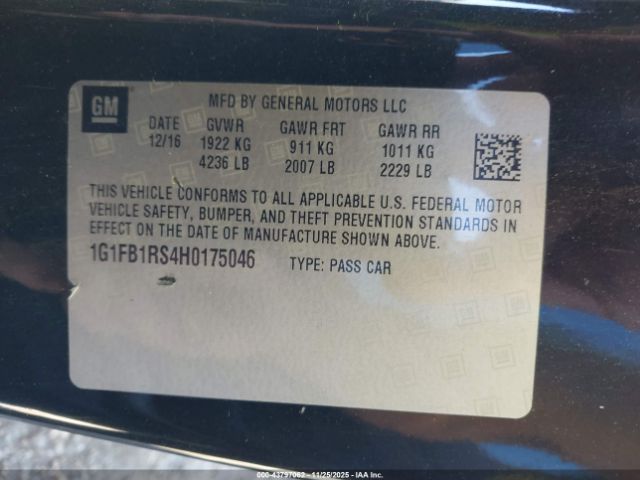 GM
MFD BY GENERAL MOTORS LLC
DATE GVWR GAWR FRT GAWR RR
12/16 1922 KG 911 KG 1011 KG
4236 LB 2007 LB 2229 LB
THIS VEHICLE CONFORMS TO ALL APPLICABLE U.S. FEDERAL MOTOR
VEHICLE SAFETY, BUMPER, AND THEFT PREVENTION STANDARDS IN
EFFECT ON THE DATE OF MANUFACTURE SHOWN ABOVE.
1G1FB1RS4H0175046 TYPE: PASS CAR
000-43797062 - 11/25/2025 - IAAI.com